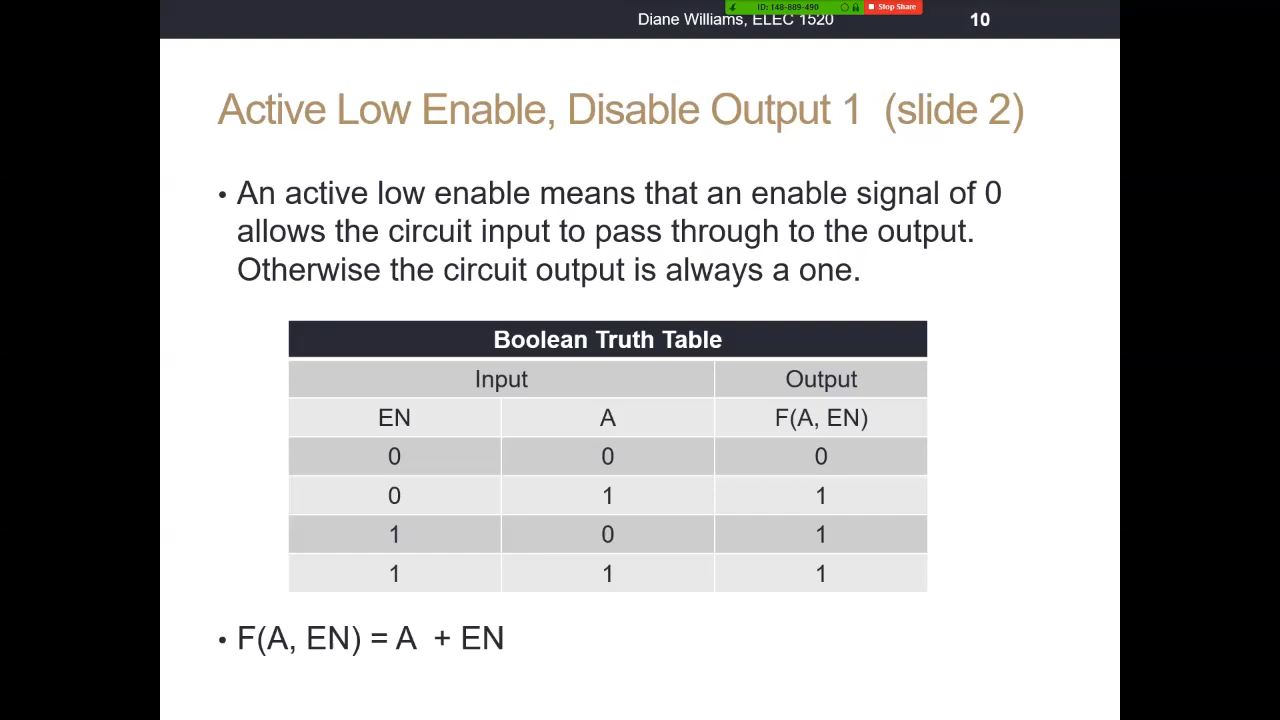 ID: 148-889-490 Stop Share
Diane Williams, ELEC 1520 10
Active Low Enable, Disable Output 1 (slide 2)
• An active low enable means that an enable signal of 0
allows the circuit input to pass through to the output.
Otherwise the circuit output is always a one.
Boolean Truth Table
Input Output
EN A F(A, EN)
0 0 0
0 1 1
1 0 1
1 1 1
• F(A, EN) = A + EN